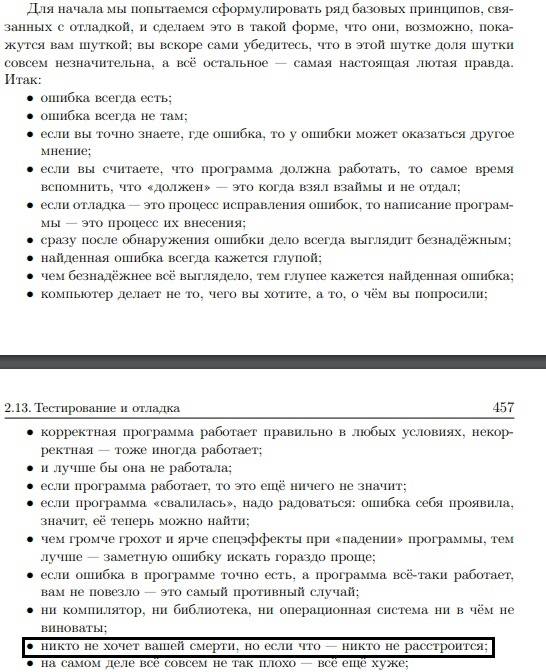 Для начала мы попытаемся сформулировать ряд базовых принципов, свя-
занных с отладкой, и сделаем это в такой форме, что они, возможно, пока-
жутся вам шуткой; вы вскоре сами убедитесь, что в этой шутке доля шутки
совсем незначительна, а всё остальное — самая настоящая лютая правда.
Итак:
• ошибка всегда есть;
• ошибка всегда не там;
• если вы точно знаете, где ошибка, то у ошибки может оказаться другое
мнение;
• если вы считаете, что программа должна работать, то самое время
вспомнить, что «должен» — это когда взял взаймы и не отдал;
• если отладка — это процесс исправления ошибок, то написание програм-
мы — это процесс их внесения;
• сразу после обнаружения ошибки дело всегда выглядит безнадёжным;
• найденная ошибка всегда кажется глупой;
• чем безнадёжнее всё выглядело, тем глупее кажется найденная ошибка;
• компьютер делает не то, чего вы хотите, а то, о чём вы попросили;
2.13. Тестирование и отладка 457
• корректная программа работает правильно в любых условиях, некор-
ректная — тоже иногда работает;
• и лучше бы она не работала;
• если программа работает, то это ещё ничего не значит;
• если программа «свалилась», надо радоваться: ошибка себя проявила,
значит, её теперь можно найти;
• чем громче грохот и ярче спецэффекты при «падении» программы, тем
лучше — заметную ошибку искать гораздо проще;
• если ошибка в программе точно есть, а программа всё-таки работает,
вам не повезло — это самый противный случай;
• ни компилятор, ни библиотека, ни операционная система ни в чём не
виноваты;
• никто не хочет вашей смерти, но если что — никто не расстроится;
• на самом деле всё совсем не так плохо — всё ещё хуже;